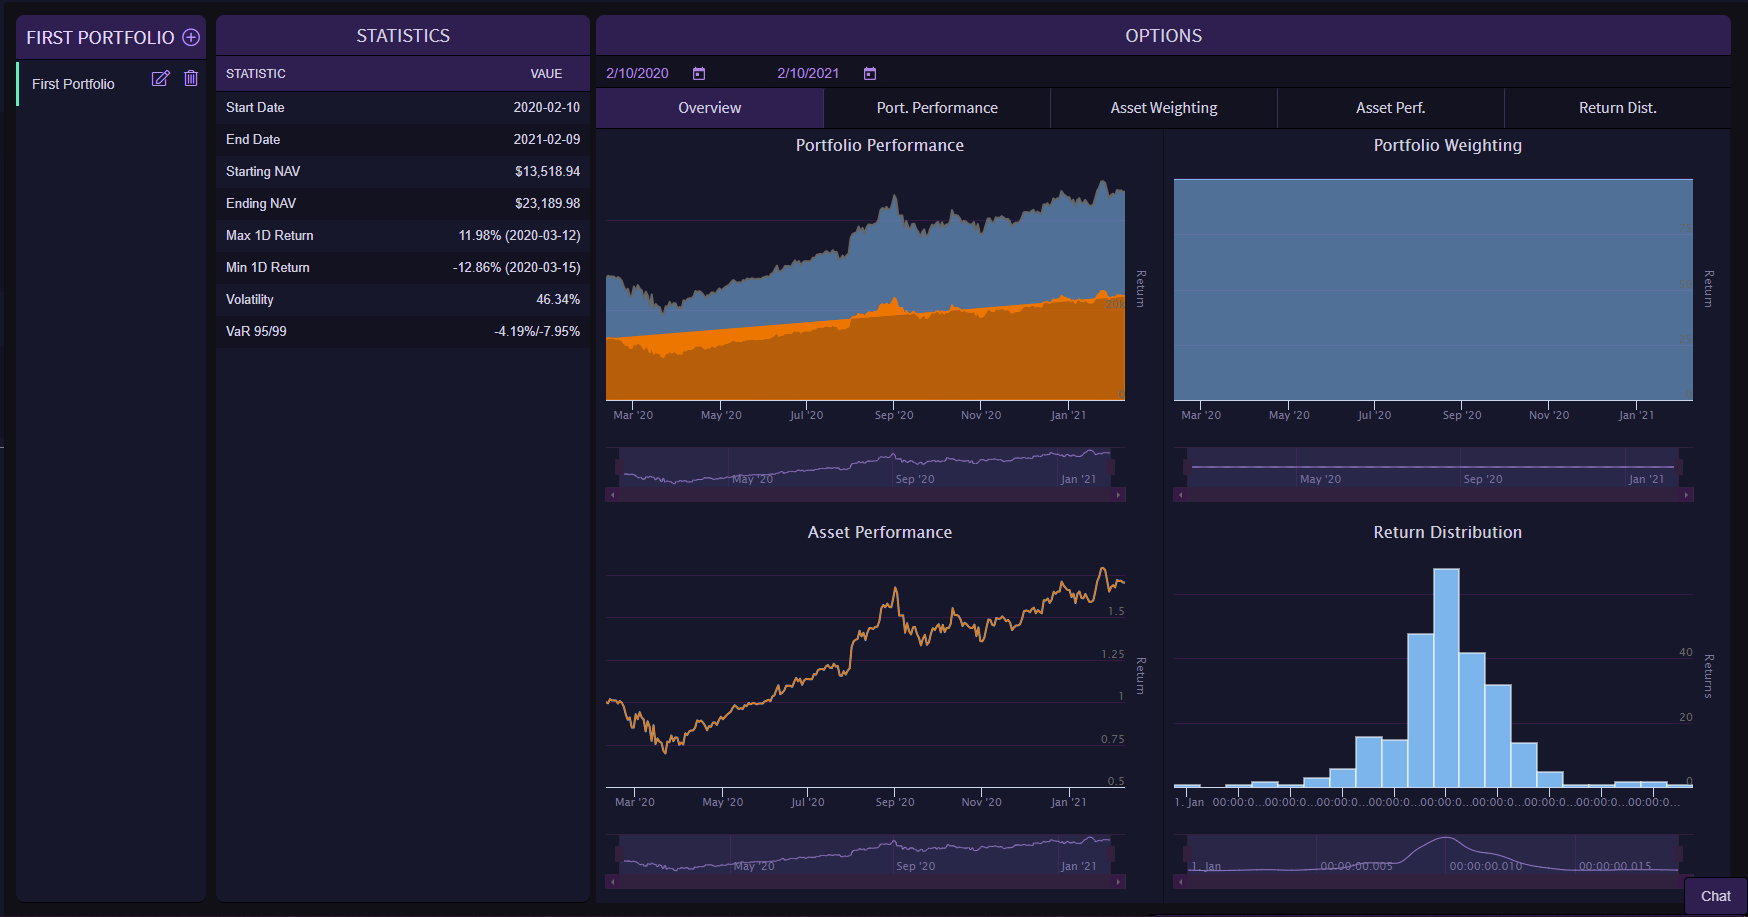 FIRST PORTFOLIO
First Portfolio
STATISTICS
STATISTIC VAUE
Start Date 2020-02-10
End Date 2021-02-09
Starting NAV $13,518.94
Ending NAV $23,189.98
Max 1D Return 11.98% (2020-03-12)
Min 1D Return -12.86% (2020-03-15)
Volatility 46.34%
VaR 95/99 -4.19%/-7.95%
OPTIONS
2/10/2020 2/10/2021
Overview Port. Performance Asset Weighting Asset Perf. Return Dist.
Portfolio Performance
Return
0
Mar '20 May '20 Jul '20 Sep '20 Nov '20 Jan '21
May '20 Sep '20 Jan '21
Portfolio Weighting
Return
Mar '20 May '20 Jul '20 Sep '20 Nov '20 Jan '21
May '20 Sep '20 Jan '21
Asset Performance
1.5
1.25
1
0.75
0.5
Return
Mar '20 May '20 Jul '20 Sep '20 Nov '20 Jan '21
May '20 Sep '20 Jan '21
Return Distribution
40
20
0
Returns
1. Jan 00:00:0... 00:00:0... 00:00:0... 00:00:0... 00:00:0... 00:00:0... 00:00:0... 00:00:0... 00:00:0...
1. Jan 00:00:00.005 00:00:00.010 00:00:00.015
Chat